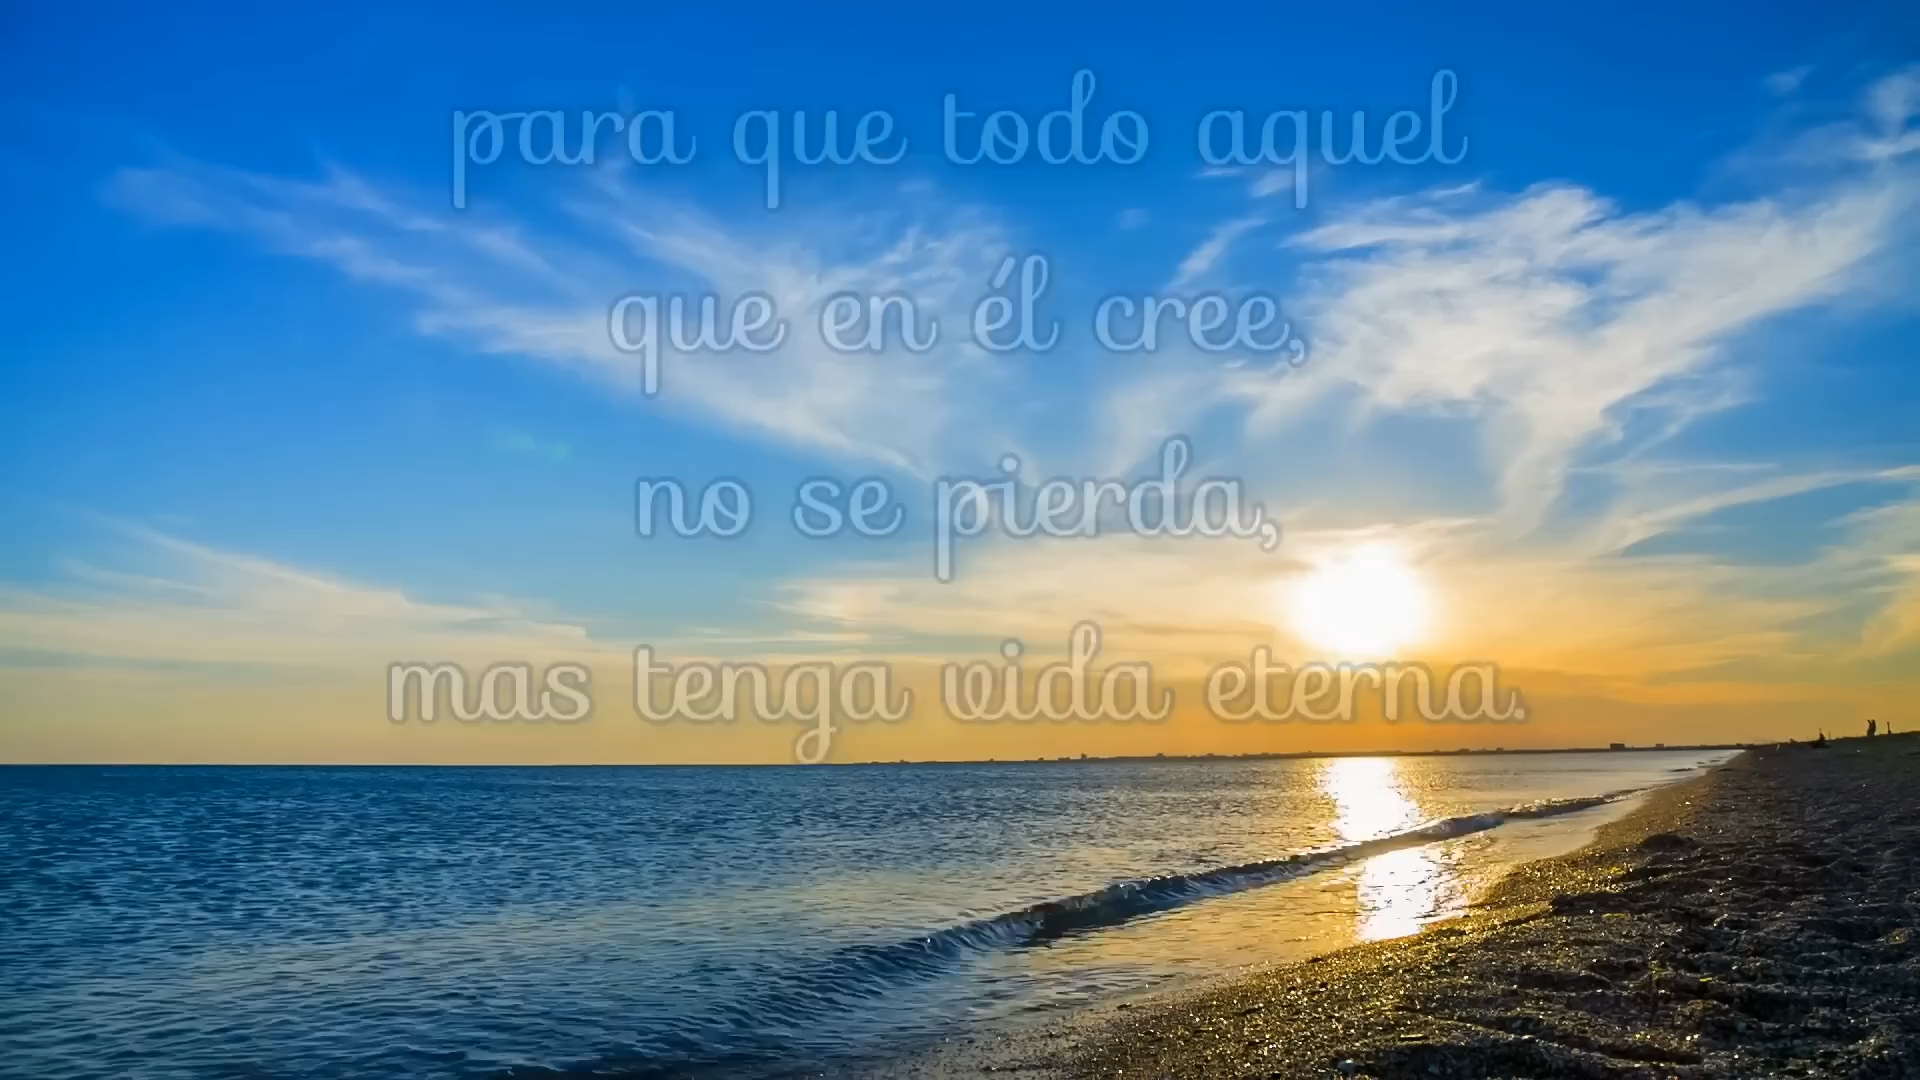 para que todo aquel
que en él cree,
no se pierda,
mas tenga vida eterna.